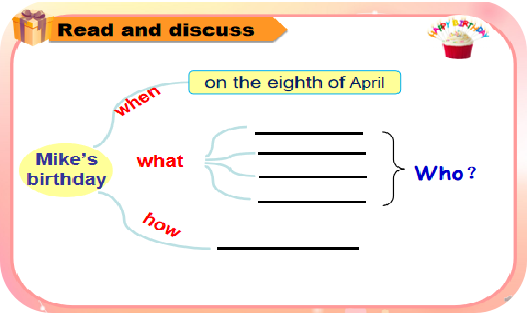 Read and discuss
HAPPY BIRTHDAY
when
on the eighth of April
Mike's
birthday
what
Who?
how